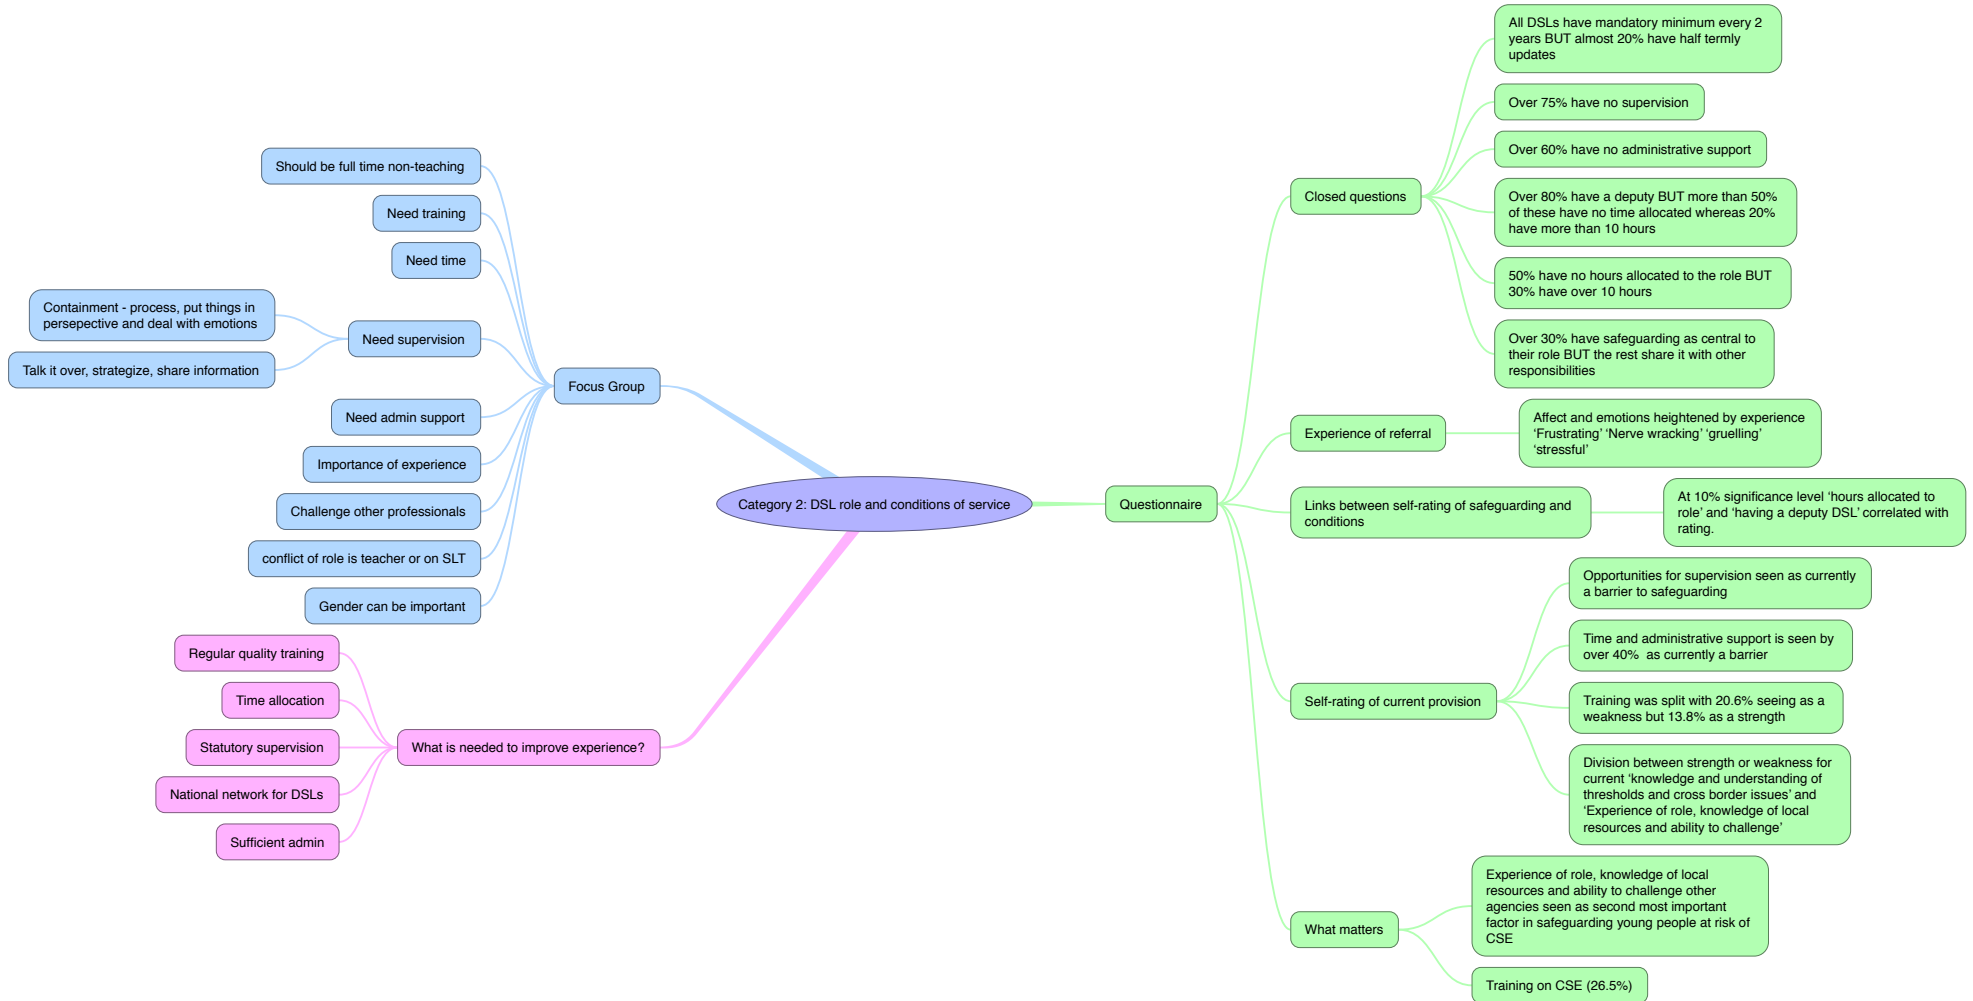 Category 2: DSL role and conditions of service
Focus Group
Should be full time non-teaching
Need training
Need time
Need supervision
Containment - process, put things in
persepective and deal with emotions
Talk it over, strategize, share information
Need admin support
Importance of experience
Challenge other professionals
conflict of role is teacher or on SLT
Gender can be important
What is needed to improve experience?
Regular quality training
Time allocation
Statutory supervision
National network for DSLs
Sufficient admin
Questionnaire
Closed questions
All DSLs have mandatory minimum every 2
years BUT almost 20% have half termly
updates
Over 75% have no supervision
Over 60% have no administrative support
Over 80% have a deputy BUT more than 50%
of these have no time allocated whereas 20%
have more than 10 hours
50% have no hours allocated to the role BUT
30% have over 10 hours
Over 30% have safeguarding as central to
their role BUT the rest share it with other
responsibilities
Experience of referral
Affect and emotions heightened by experience
‘Frustrating’ ‘Nerve wracking’ ‘gruelling’
‘stressful’
Links between self-rating of safeguarding and
conditions
At 10% significance level ‘hours allocated to
role’ and ‘having a deputy DSL’ correlated with
rating.
Self-rating of current provision
Opportunities for supervision seen as currently
a barrier to safeguarding
Time and administrative support is seen by
over 40%  as currently a barrier
Training was split with 20.6% seeing as a
weakness but 13.8% as a strength
Division between strength or weakness for
current ‘knowledge and understanding of
thresholds and cross border issues’ and
‘Experience of role, knowledge of local
resources and ability to challenge’
What matters
Experience of role, knowledge of local
resources and ability to challenge other
agencies seen as second most important
factor in safeguarding young people at risk of
CSE
Training on CSE (26.5%)